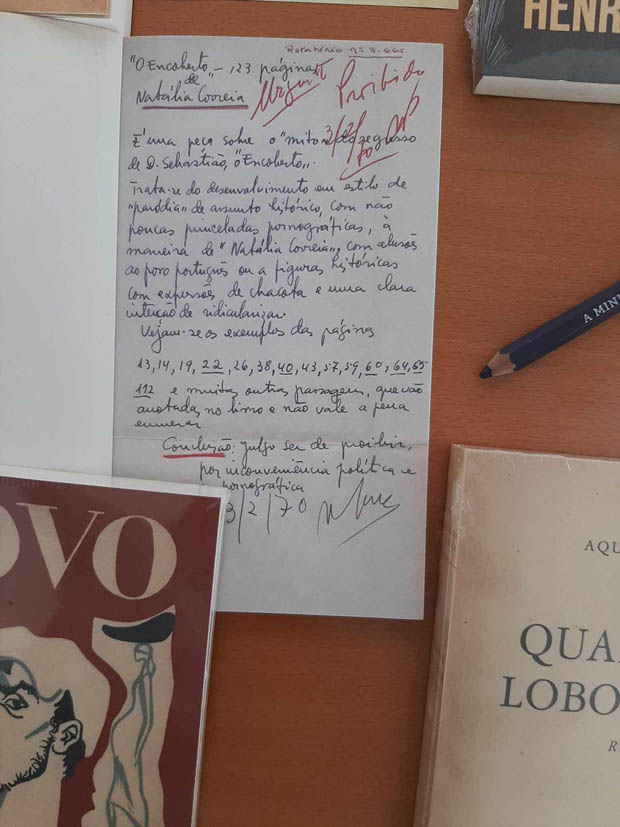 HENR
Relatório nº 8.665
"O Encoberto" – 123 páginas
de
Natália Correia
Urgente
Proibido
3/2/70
É uma peça sobre o "mito" do regresso
de D. Sebastião, "O Encoberto".
Trata-se do desenvolvimento em estilo de
"paródia" de assunto histórico, com não
poucas pinceladas pornográficas, à
maneira de "Natália Correia", com alusões
ao povo português ou a figuras históricas
com expressões de chacota e uma clara
intenção de ridicularizar.
Vejam-se os exemplos das páginas
13, 14, 19, 22, 26, 38, 40, 43, 57, 59, 60, 64, 65
112 e muitas outras passagens, que vão
anotadas no livro e não vale a pena
enumerar
Conclusão: julgo ser de proibir,
por inconveniência política e
pornográfica
3/2/70
A MINH
OVO
AQU
QUA
LOBO
R